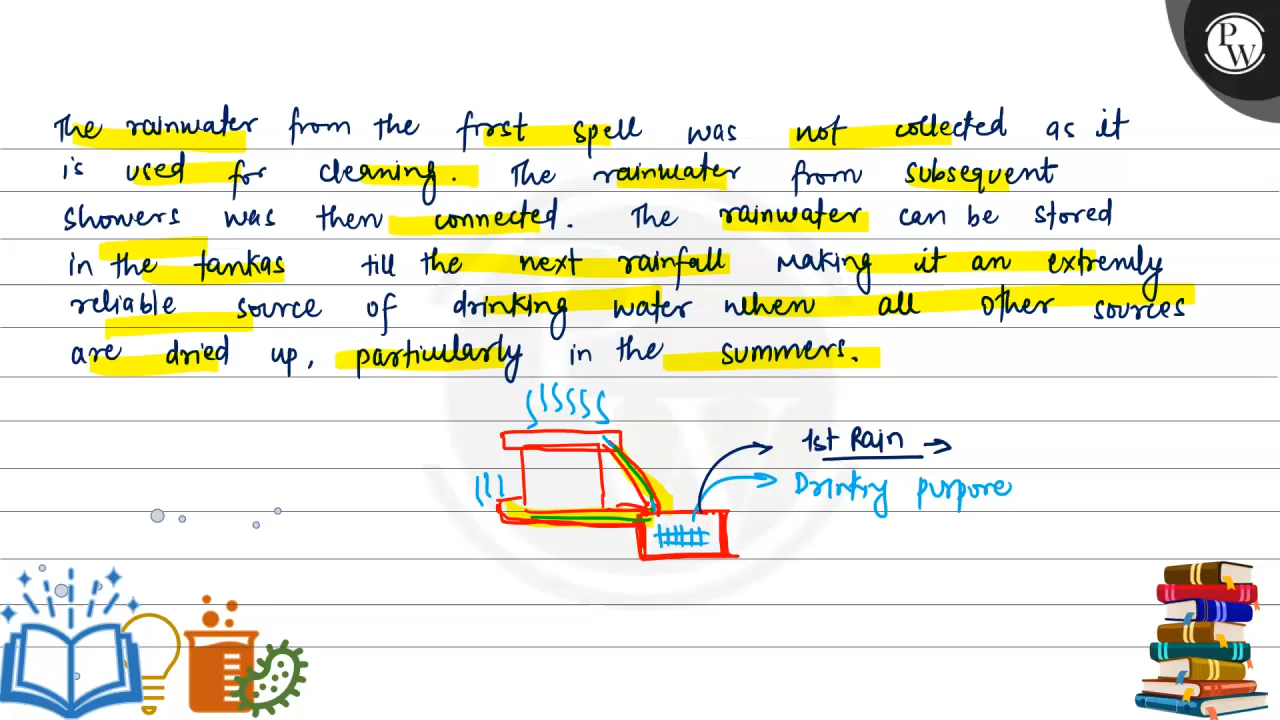 PW
The rainwater from the first spell was not collected as it
is used for cleaning. The rainwater from subsequent
showers was then connected. The rainwater can be stored
in the tankas till the next rainfall making it an extremly
reliable source of drinking water when all other sources
are dried up, particularly in the summers.
1st Rain →
Drinkry purpore